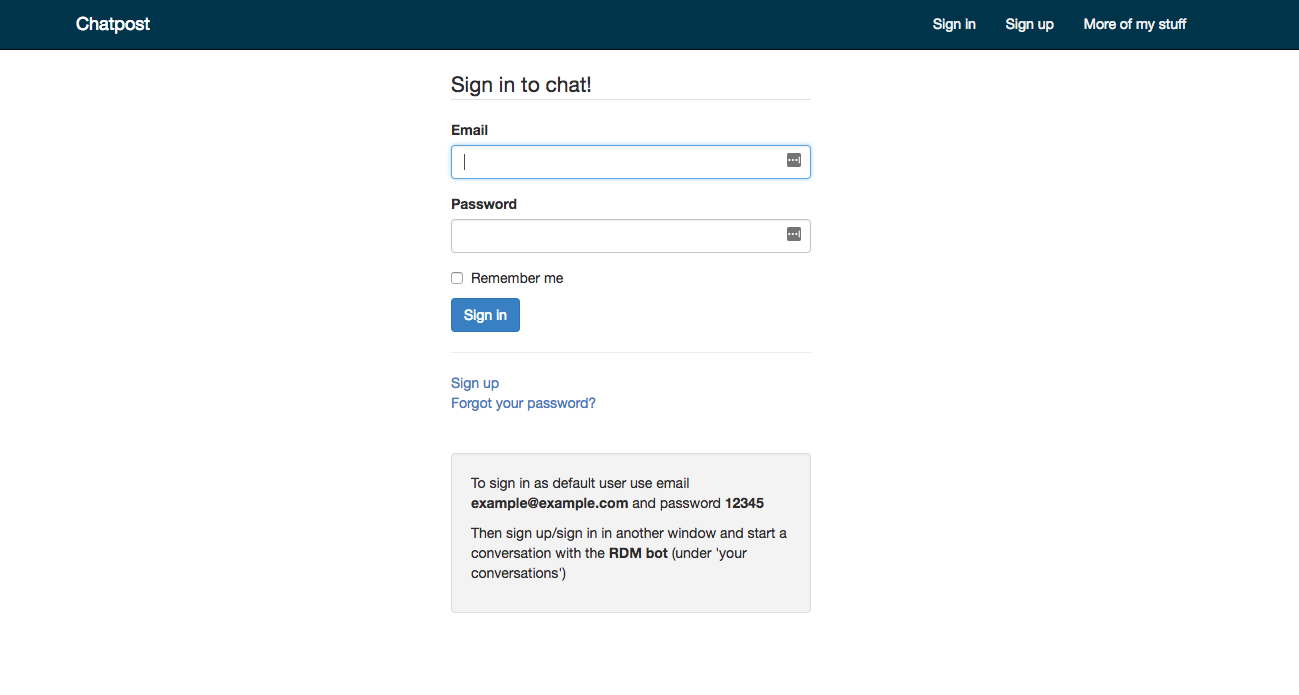 Chatpost
Sign in
Sign up
More of my stuff
Sign in to chat!
Email
Password
Remember me
Sign in
Sign up
Forgot your password?
To sign in as default user use email
example@example.com and password 12345
Then sign up/sign in in another window and start a
conversation with the RDM bot (under 'your
conversations')